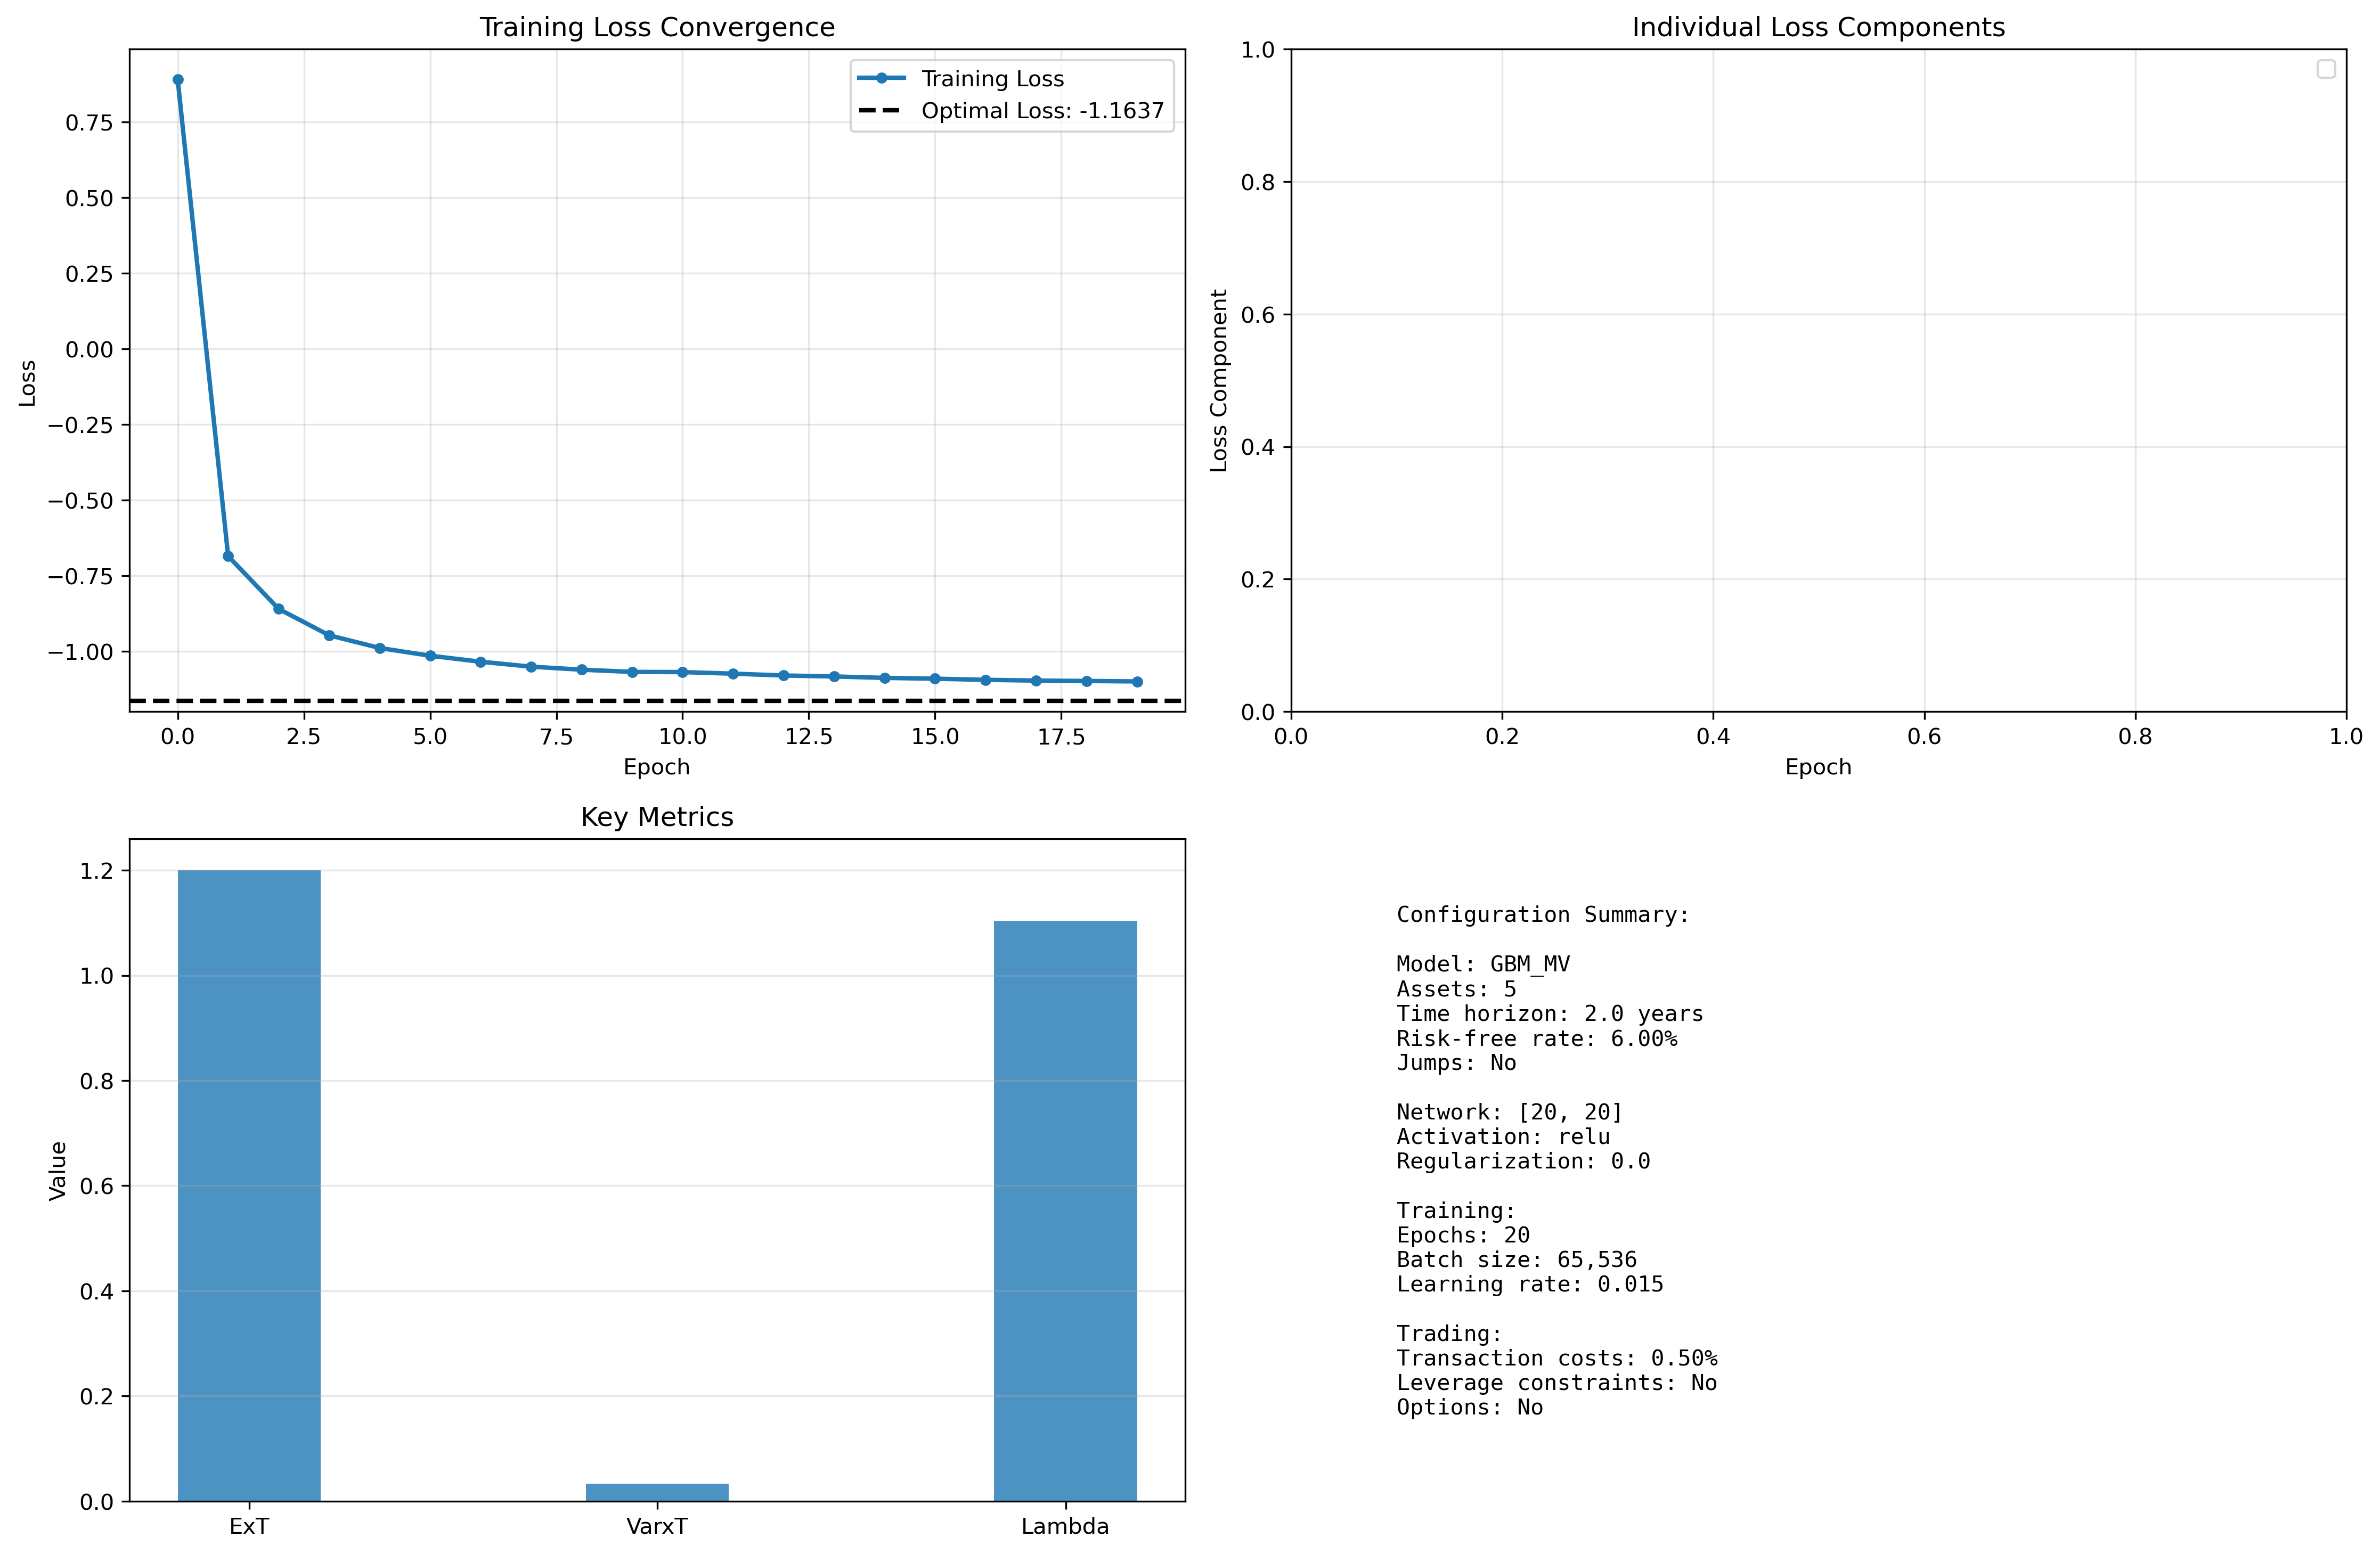 Training Loss Convergence
Training Loss
Optimal Loss: -1.1637
0.75
0.50
0.25
0.00
−0.25
−0.50
−0.75
−1.00
Loss
0.0 2.5 5.0 7.5 10.0 12.5 15.0 17.5
Epoch
Individual Loss Components
1.0
0.8
0.6
0.4
0.2
0.0
Loss Component
0.0 0.2 0.4 0.6 0.8 1.0
Epoch
Key Metrics
1.2
1.0
0.8
0.6
0.4
0.2
0.0
Value
ExT VarxT Lambda
Configuration Summary:
Model: GBM_MV
Assets: 5
Time horizon: 2.0 years
Risk-free rate: 6.00%
Jumps: No
Network: [20, 20]
Activation: relu
Regularization: 0.0
Training:
Epochs: 20
Batch size: 65,536
Learning rate: 0.015
Trading:
Transaction costs: 0.50%
Leverage constraints: No
Options: No